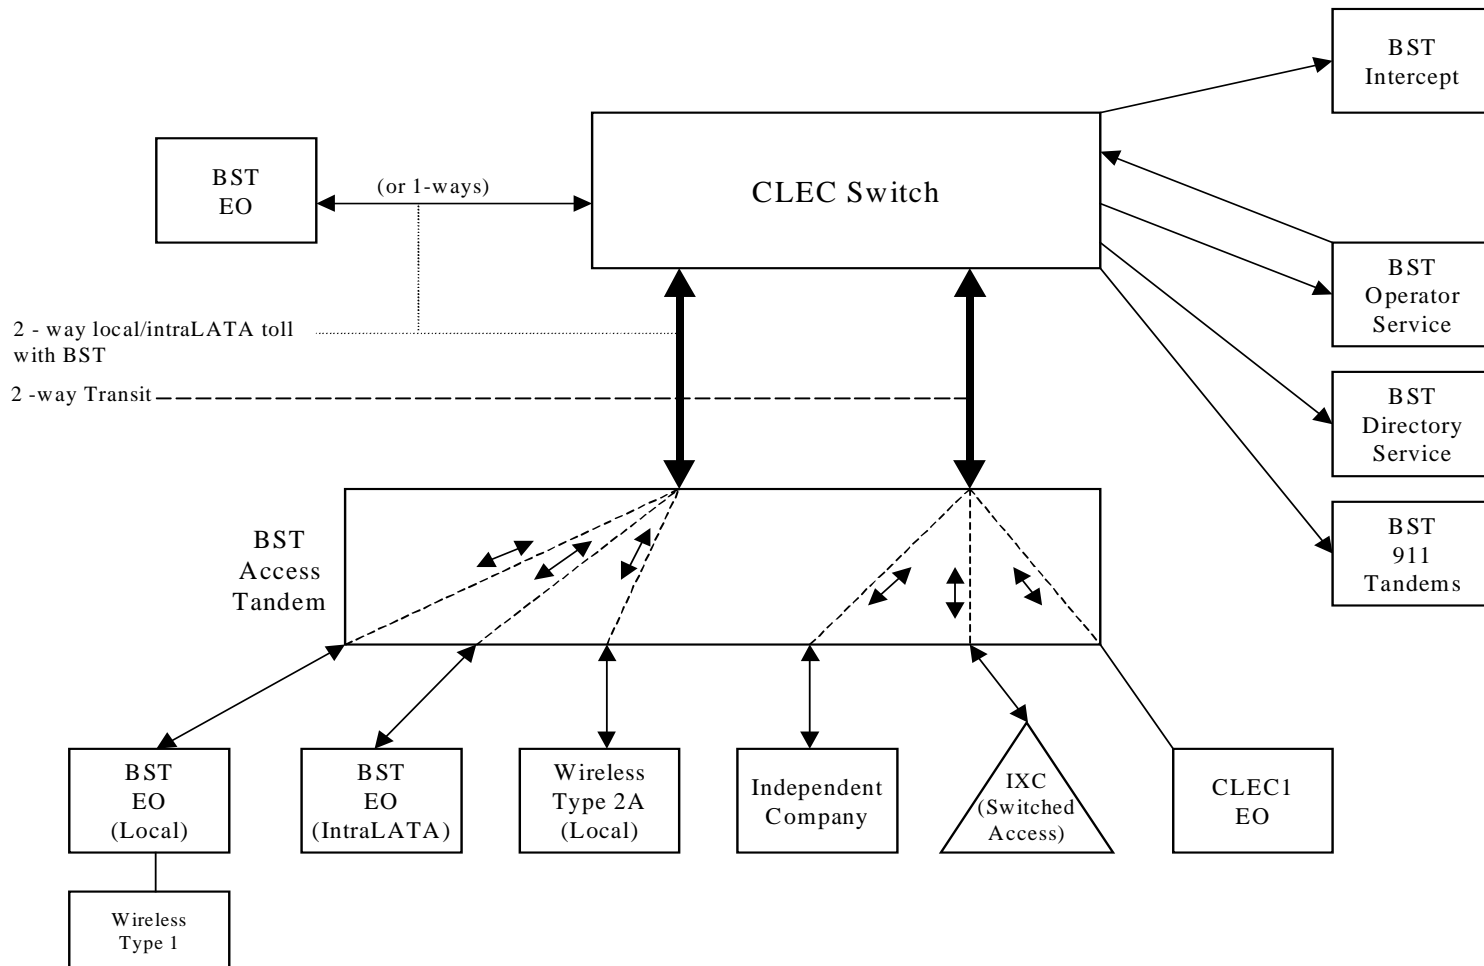 BST
Intercept
BST
EO
(or 1-ways)
CLEC Switch
BST
Operator
Service
2 - way local/intraLATA toll
with BST
2 -way Transit
BST
Directory
Service
BST
911
Tandems
BST
Access
Tandem
BST
EO
(Local)
BST
EO
(IntraLATA)
Wireless
Type 2A
(Local)
Independent
Company
IXC
(Switched
Access)
CLEC1
EO
Wireless
Type 1